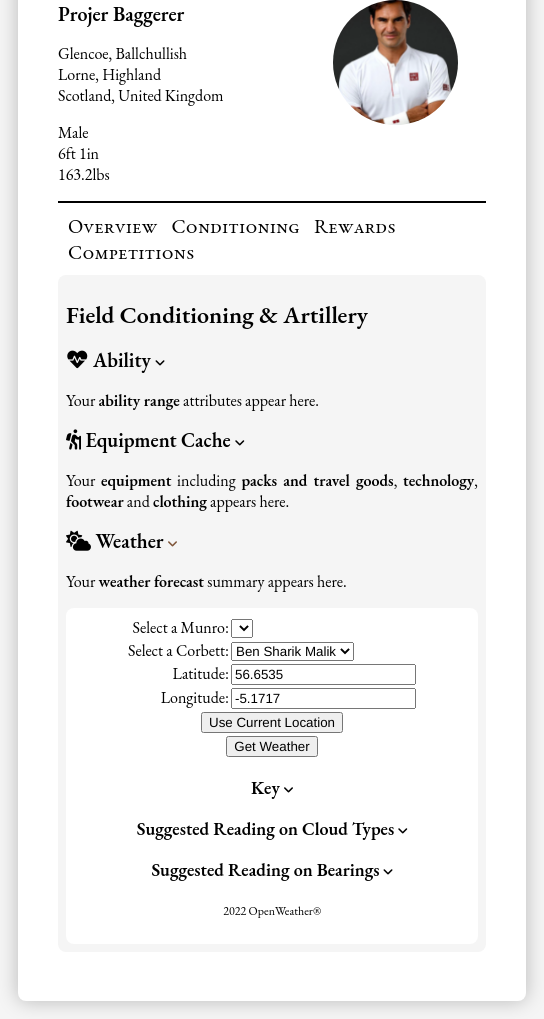 Projer Baggerer
Glencoe, Ballchullish
Lorne, Highland
Scotland, United Kingdom
Male
6ft 1in
163.2lbs
Overview Conditioning Rewards
Competitions
Field Conditioning & Artillery
Ability
Your ability range attributes appear here.
Equipment Cache
Your equipment including packs and travel goods, technology,
footwear and clothing appears here.
Weather
Your weather forecast summary appears here.
Select a Munro:
Select a Corbett: Ben Sharik Malik
Latitude: 56.6535
Longitude: -5.1717
Use Current Location
Get Weather
Key
Suggested Reading on Cloud Types
Suggested Reading on Bearings
2022 OpenWeather®